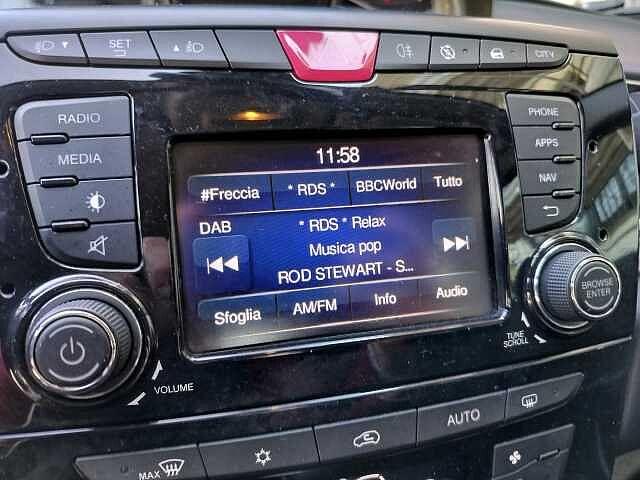 SET
CITY
RADIO
MEDIA
PHONE
APPS
NAV
11:58
#Freccia * RDS * BBCWorld Tutto
DAB * RDS * Relax
Musica pop
ROD STEWART - S...
Sfoglia AM/FM Info Audio
BROWSE
ENTER
TUNE
SCROLL
VOLUME
AUTO
MAX